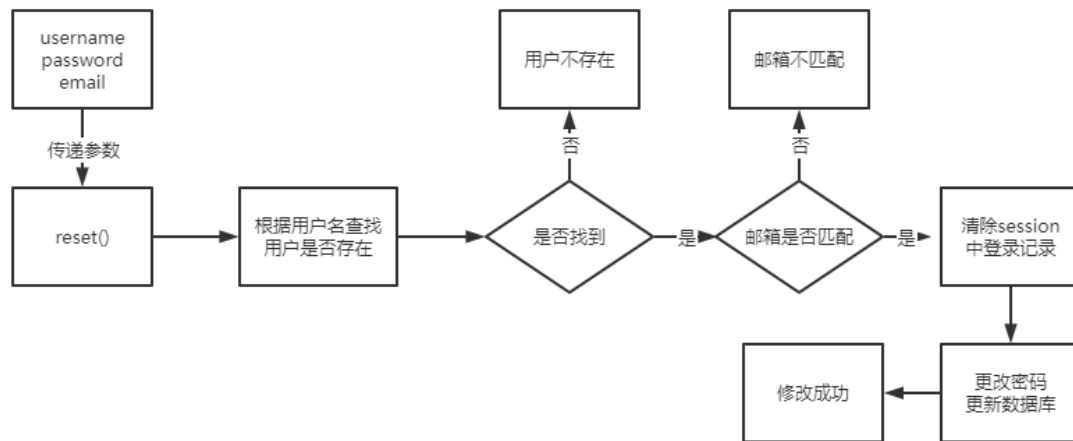 username
password
email
传递参数
reset()
根据用户名查找
用户是否存在
用户不存在
否
是否找到
是
邮箱不匹配
否
邮箱是否匹配
是
清除session
中登录记录
更改密码
更新数据库
修改成功